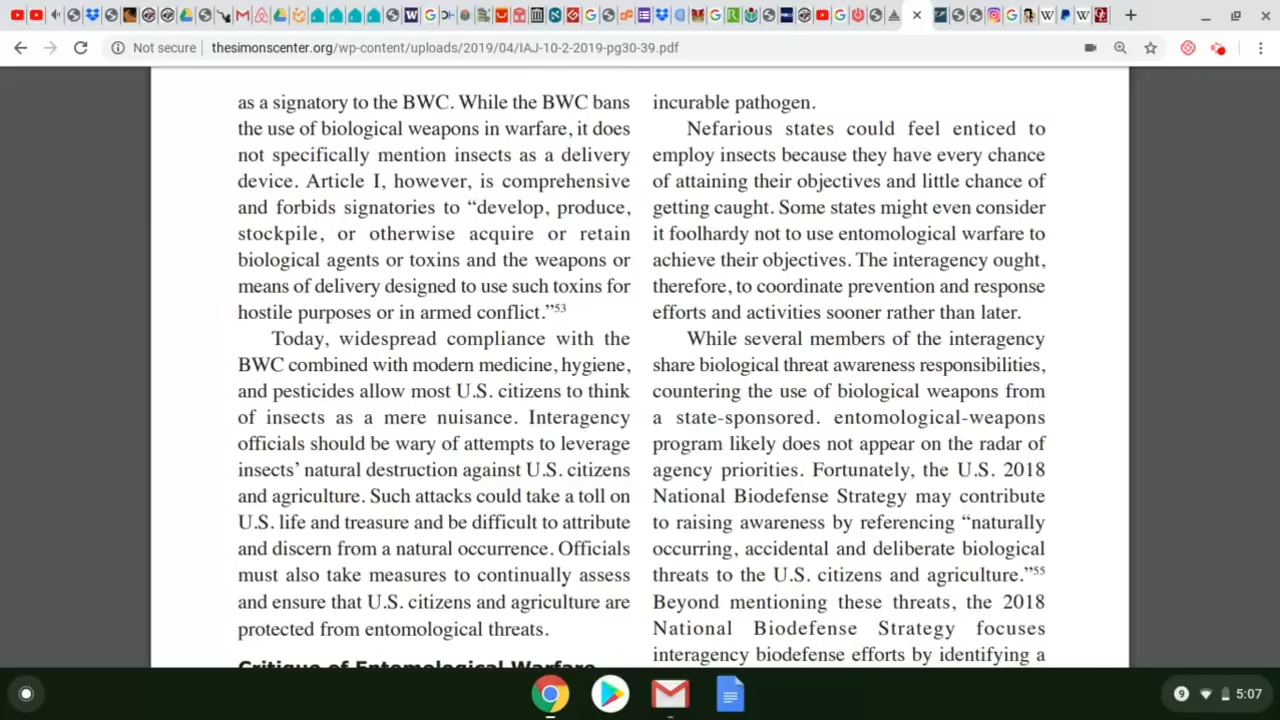 Not secure | thesimonscenter.org/wp-content/uploads/2019/04/IAJ-10-2-2019-pg30-39.pdf
as a signatory to the BWC. While the BWC bans
the use of biological weapons in warfare, it does
not specifically mention insects as a delivery
device. Article I, however, is comprehensive
and forbids signatories to “develop, produce,
stockpile, or otherwise acquire or retain
biological agents or toxins and the weapons or
means of delivery designed to use such toxins for
hostile purposes or in armed conflict.”53
Today, widespread compliance with the
BWC combined with modern medicine, hygiene,
and pesticides allow most U.S. citizens to think
of insects as a mere nuisance. Interagency
officials should be wary of attempts to leverage
insects’ natural destruction against U.S. citizens
and agriculture. Such attacks could take a toll on
U.S. life and treasure and be difficult to attribute
and discern from a natural occurrence. Officials
must also take measures to continually assess
and ensure that U.S. citizens and agriculture are
protected from entomological threats.
Critique of Entomological Warfare
incurable pathogen.
Nefarious states could feel enticed to
employ insects because they have every chance
of attaining their objectives and little chance of
getting caught. Some states might even consider
it foolhardy not to use entomological warfare to
achieve their objectives. The interagency ought,
therefore, to coordinate prevention and response
efforts and activities sooner rather than later.
While several members of the interagency
share biological threat awareness responsibilities,
countering the use of biological weapons from
a state-sponsored. entomological-weapons
program likely does not appear on the radar of
agency priorities. Fortunately, the U.S. 2018
National Biodefense Strategy may contribute
to raising awareness by referencing “naturally
occurring, accidental and deliberate biological
threats to the U.S. citizens and agriculture.”55
Beyond mentioning these threats, the 2018
National Biodefense Strategy focuses
interagency biodefense efforts by identifying a
9
5:07